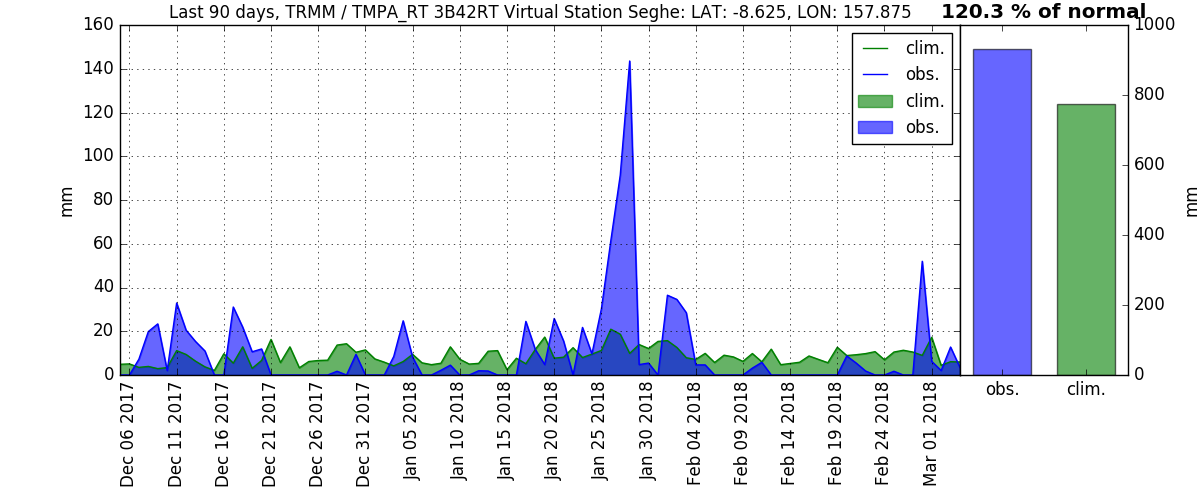 Last 90 days, TRMM / TMPA_RT 3B42RT Virtual Station Seghe: LAT: -8.625, LON: 157.875
120.3 % of normal
160
140
120
100
80
60
40
20
0
mm
clim.
obs.
clim.
obs.
1000
800
600
400
200
0
mm
obs.
clim.
Dec 06 2017
Dec 11 2017
Dec 16 2017
Dec 21 2017
Dec 26 2017
Dec 31 2017
Jan 05 2018
Jan 10 2018
Jan 15 2018
Jan 20 2018
Jan 25 2018
Jan 30 2018
Feb 04 2018
Feb 09 2018
Feb 14 2018
Feb 19 2018
Feb 24 2018
Mar 01 2018